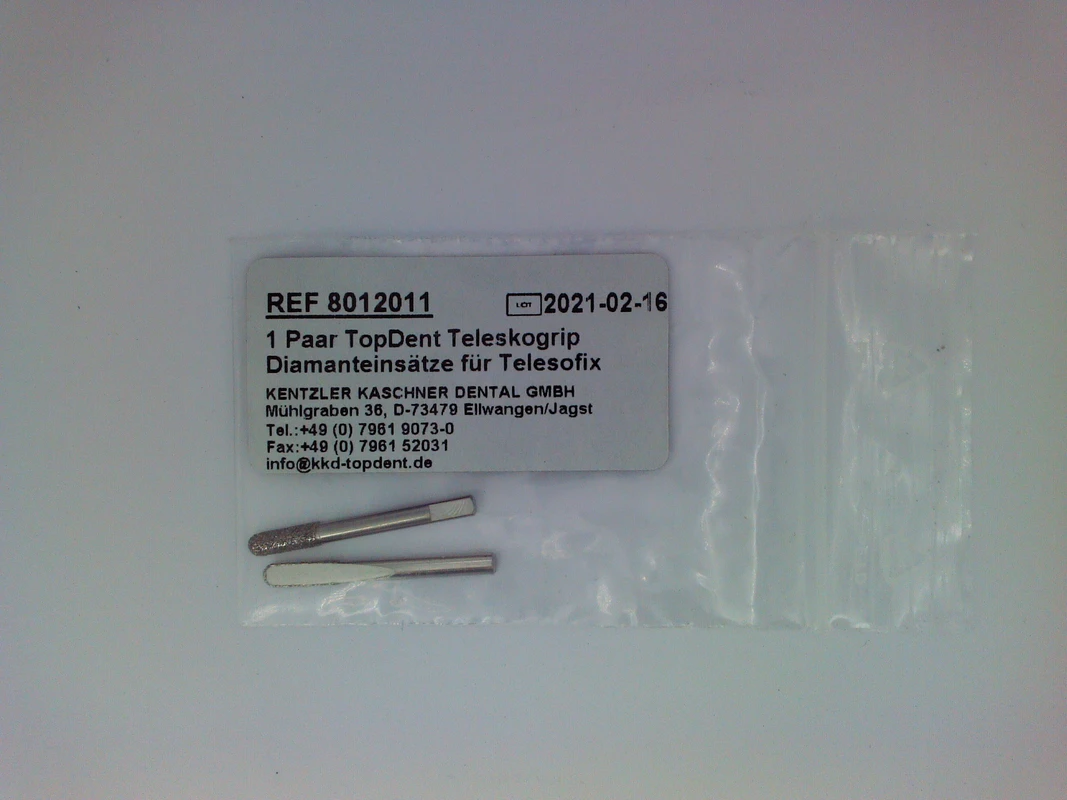 REF 8012011 LOT 2021-02-16
1 Paar TopDent Teleskogrip
Diamanteinsätze für Telesofix
KENTZLER KASCHNER DENTAL GMBH
Mühlgraben 36, D-73479 Ellwangen/Jagst
Tel.:+49 (0) 7961 9073-0
Fax:+49 (0) 7961 52031
info@kkd-topdent.de